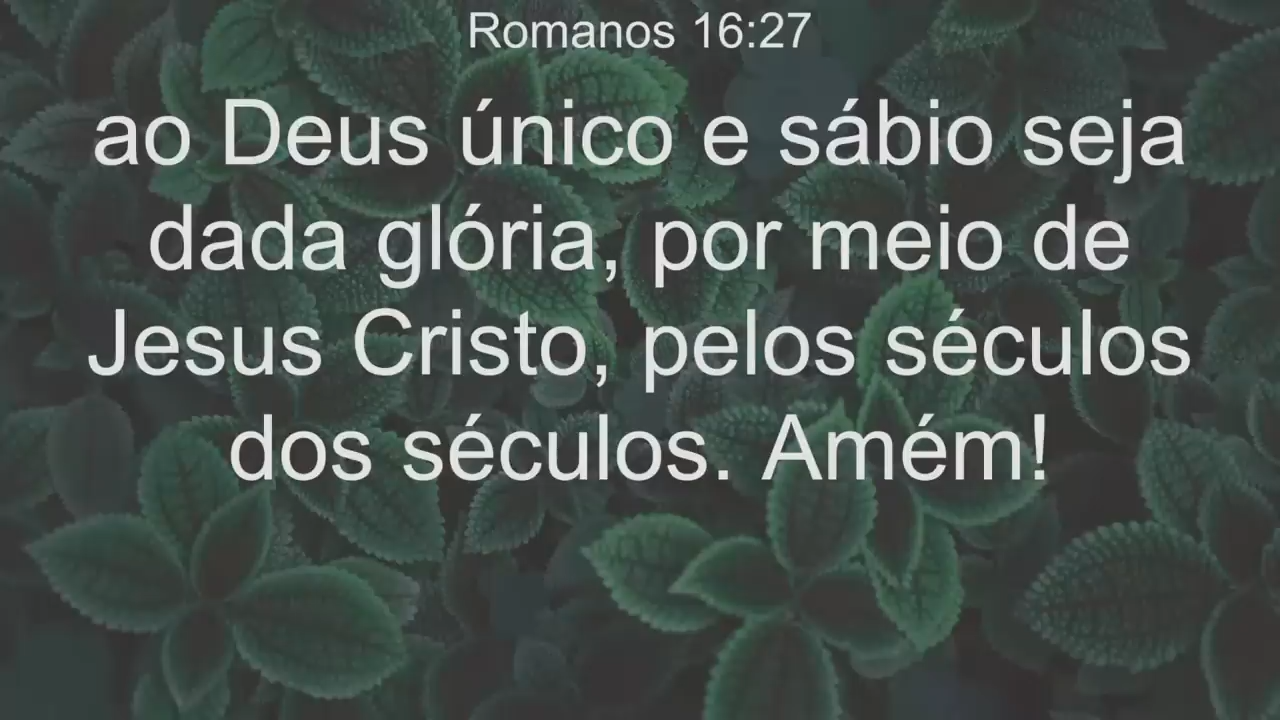 Romanos 16:27
ao Deus único e sábio seja
dada glória, por meio de
Jesus Cristo, pelos séculos
dos séculos. Amém!